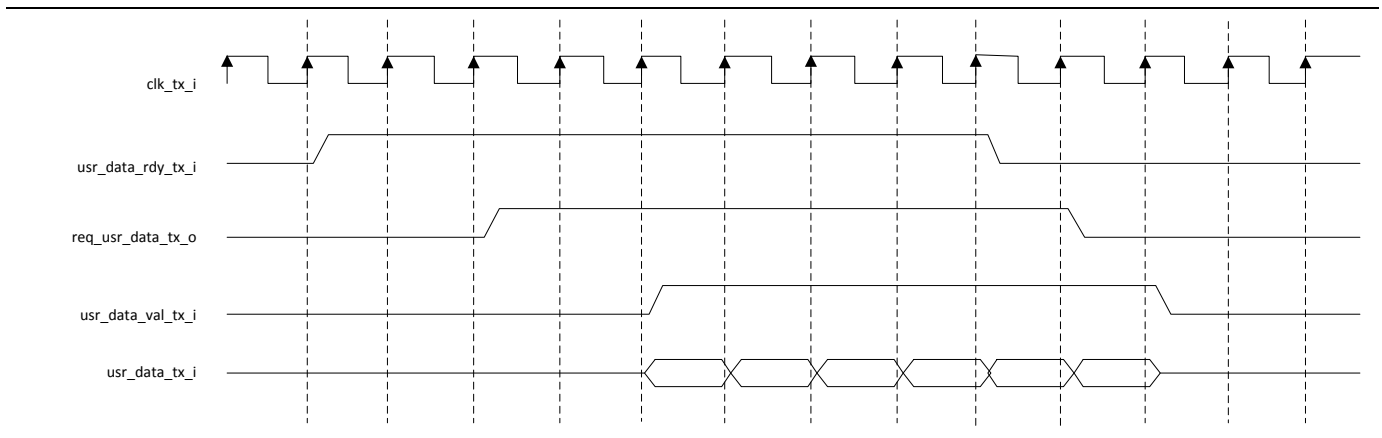 clk_tx_i
usr_data_rdy_tx_i
req_usr_data_tx_o
usr_data_val_tx_i
usr_data_tx_i